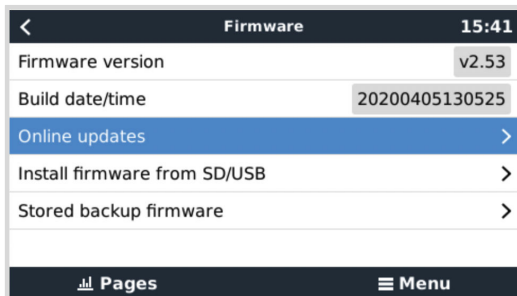 Firmware 15:41
Firmware version v2.53
Build date/time 20200405130525
Online updates
Install firmware from SD/USB
Stored backup firmware
Pages Menu